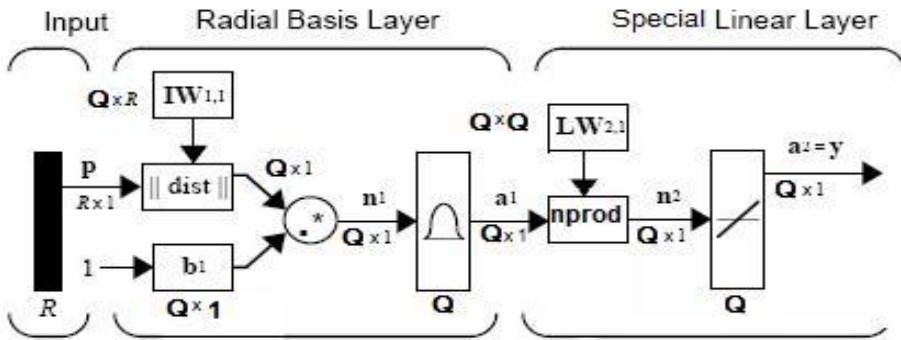 Input
Radial Basis Layer
Special Linear Layer
Q×R
IW1,1
Q×Q
LW2,1
p
R×1
|| dist ||
Q×1
.*
n1
Q×1
a1
Q×1
nprod
n2
Q×1
a2=y
Q×1
1
b1
Q×1
R
Q
Q